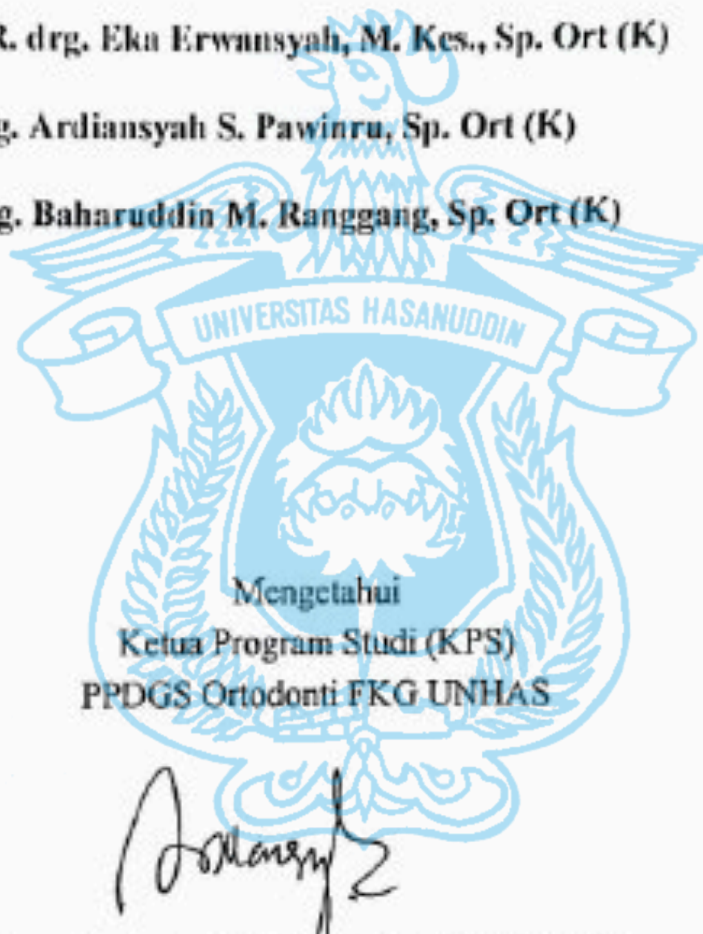 R. drg. Eka Erwansyah, M. Kes., Sp. Ort (K)
g. Ardiansyah S. Pawinru, Sp. Ort (K)
g. Baharuddin M. Ranggang, Sp. Ort (K)
UNIVERSITAS HASANUDDIN
Mengetahui
Ketua Program Studi (KPS)
PPDGS Ortodonti FKG UNHAS